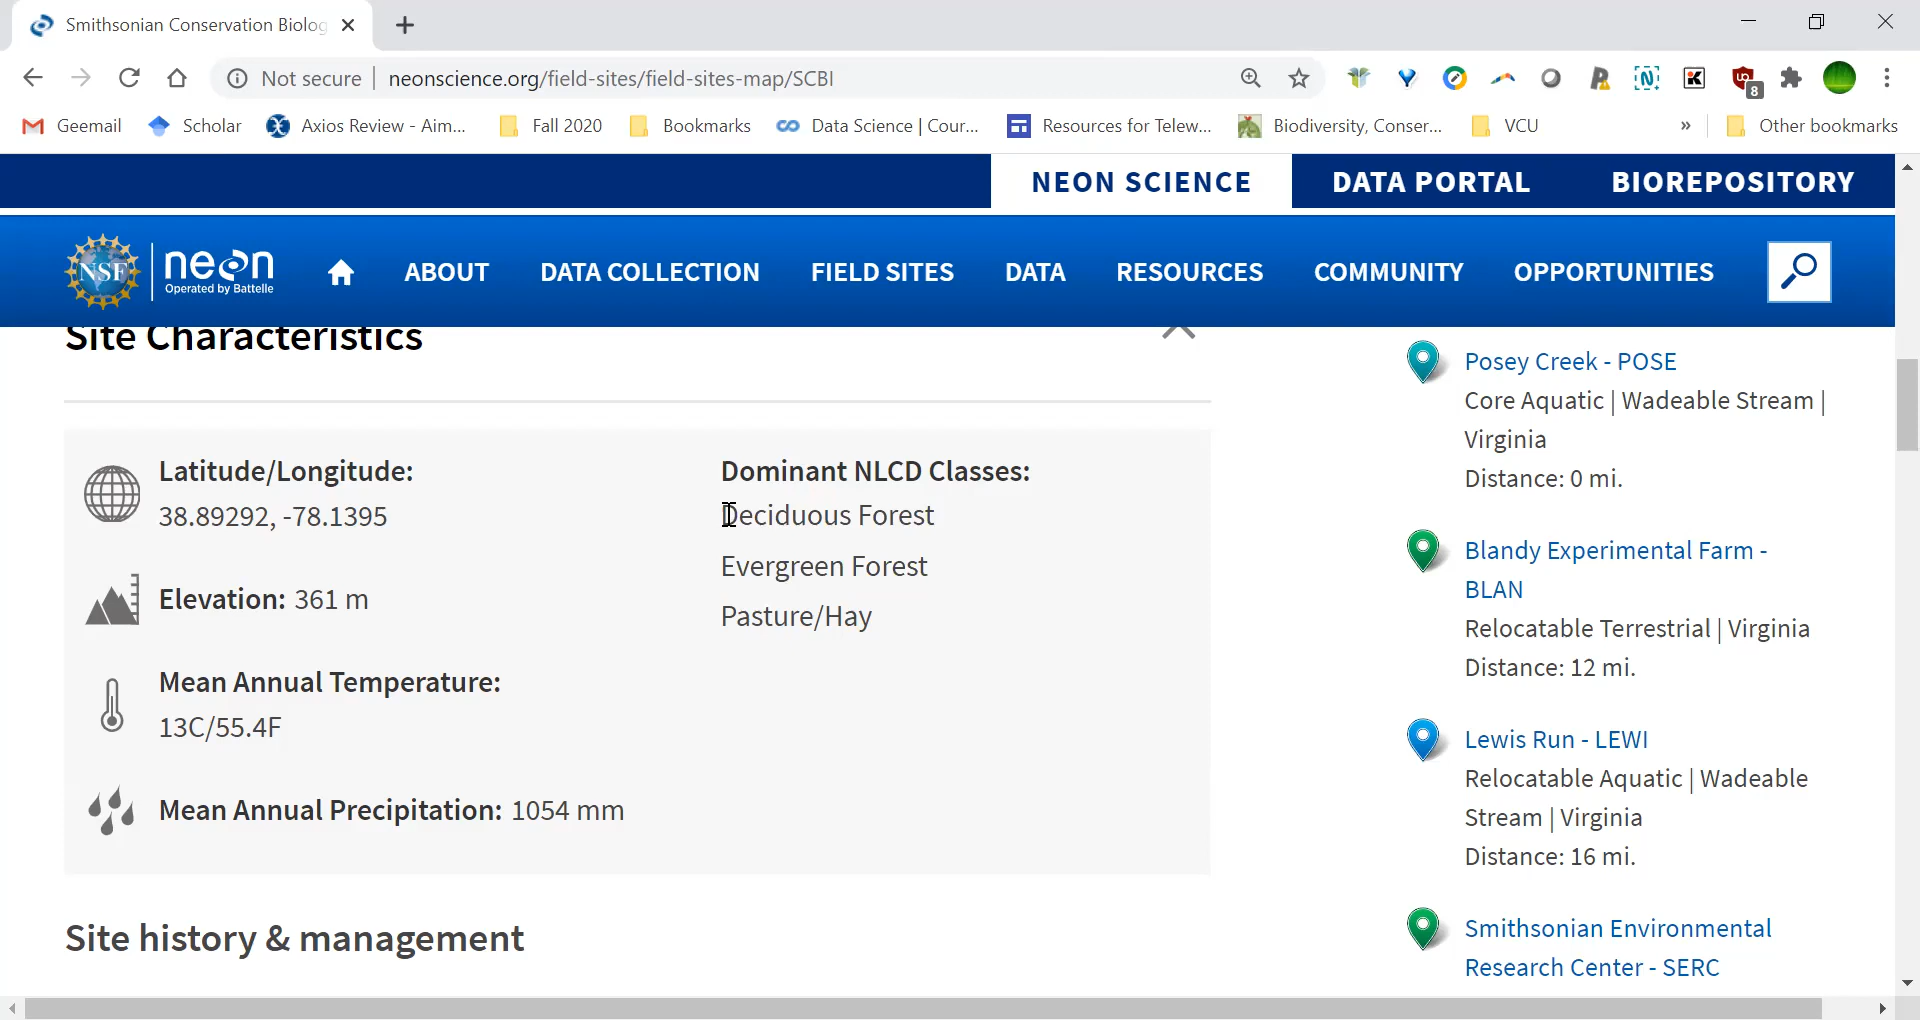 Smithsonian Conservation Biolog
Not secure
neonscience.org/field-sites/field-sites-map/SCBI
8
Geemail
Scholar
Axios Review - Aim...
Fall 2020
Bookmarks
Data Science | Cour...
Resources for Telew...
Biodiversity, Conser...
VCU
»
Other bookmarks
NEON SCIENCE
DATA PORTAL
BIOREPOSITORY
NSF
neon
Operated by Battelle
ABOUT
DATA COLLECTION
FIELD SITES
DATA
RESOURCES
COMMUNITY
OPPORTUNITIES
Site Characteristics
Latitude/Longitude:
38.89292, -78.1395
Elevation: 361 m
Mean Annual Temperature:
13C/55.4F
Mean Annual Precipitation: 1054 mm
Dominant NLCD Classes:
Deciduous Forest
Evergreen Forest
Pasture/Hay
Site history & management
Posey Creek - POSE
Core Aquatic | Wadeable Stream |
Virginia
Distance: 0 mi.
Blandy Experimental Farm -
BLAN
Relocatable Terrestrial | Virginia
Distance: 12 mi.
Lewis Run - LEWI
Relocatable Aquatic | Wadeable
Stream | Virginia
Distance: 16 mi.
Smithsonian Environmental
Research Center - SERC